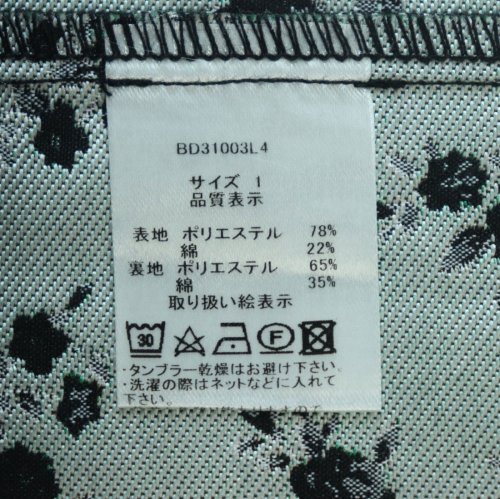 BD31003L4
サイズ 1
品質表示
表地 ポリエステル 78%
綿 22%
裏地 ポリエステル 65%
綿 35%
取り扱い絵表示
30 F
・タンブラー乾燥はお避け下さい。
・洗濯の際はネットなどに入れて
下さい。